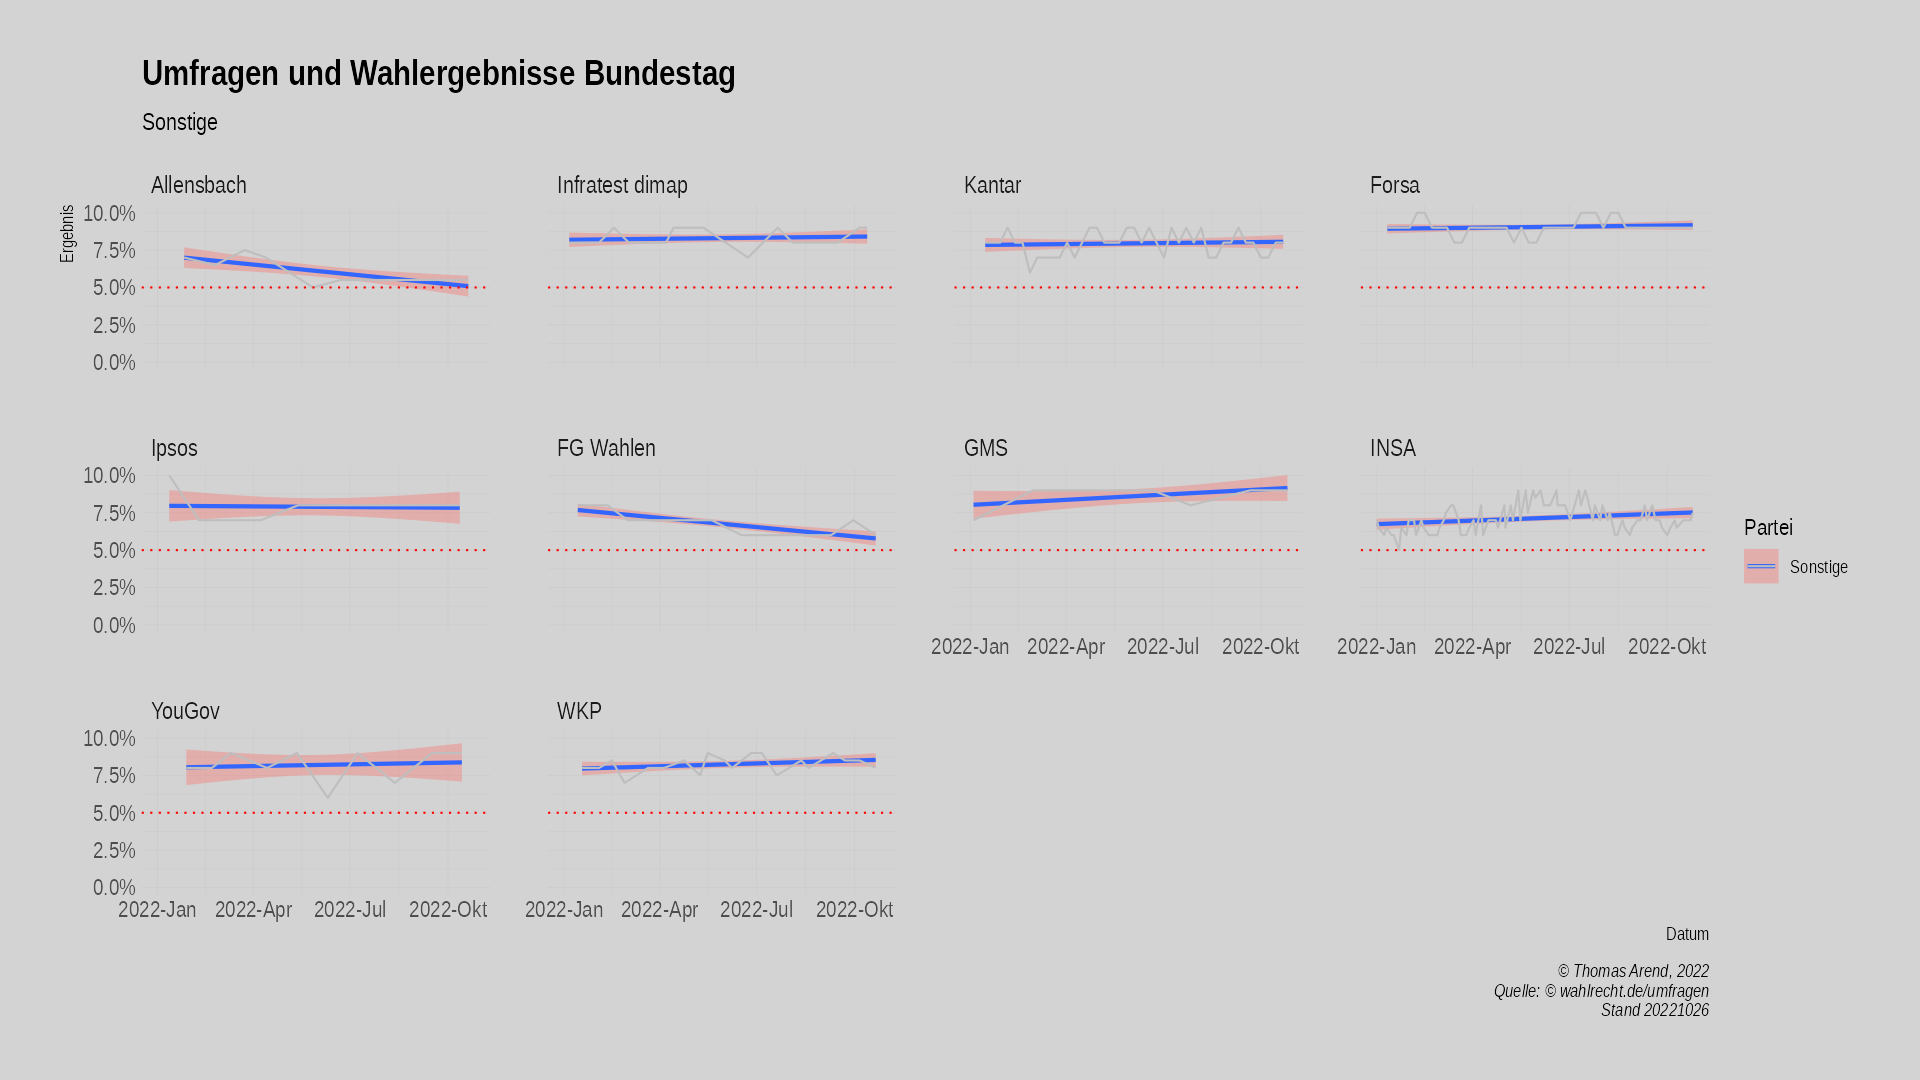 Umfragen und Wahlergebnisse Bundestag
Sonstige
Allensbach
Infratest dimap
Kantar
Forsa
Ergebnis
10.0%
7.5%
5.0%
2.5%
0.0%
Ipsos
FG Wahlen
GMS
INSA
10.0%
7.5%
5.0%
2.5%
0.0%
2022-Jan 2022-Apr 2022-Jul 2022-Okt
2022-Jan 2022-Apr 2022-Jul 2022-Okt
Partei
Sonstige
YouGov
WKP
10.0%
7.5%
5.0%
2.5%
0.0%
2022-Jan 2022-Apr 2022-Jul 2022-Okt
2022-Jan 2022-Apr 2022-Jul 2022-Okt
Datum
© Thomas Arend, 2022
Quelle: © wahlrecht.de/umfragen
Stand 20221026